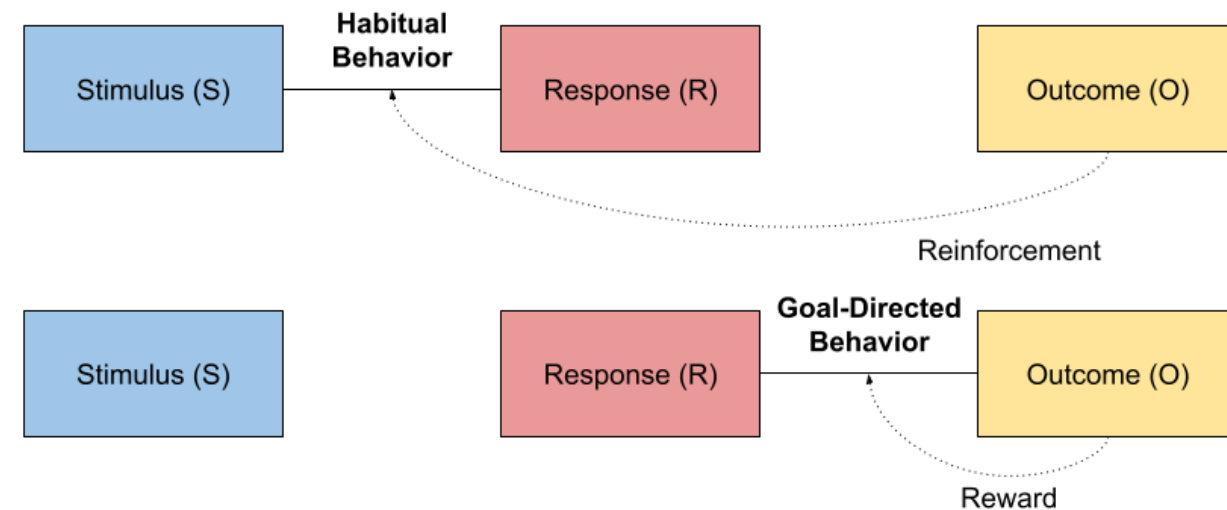 Habitual
Behavior
Stimulus (S)
Response (R)
Outcome (O)
Reinforcement
Goal-Directed
Behavior
Stimulus (S)
Response (R)
Outcome (O)
Reward